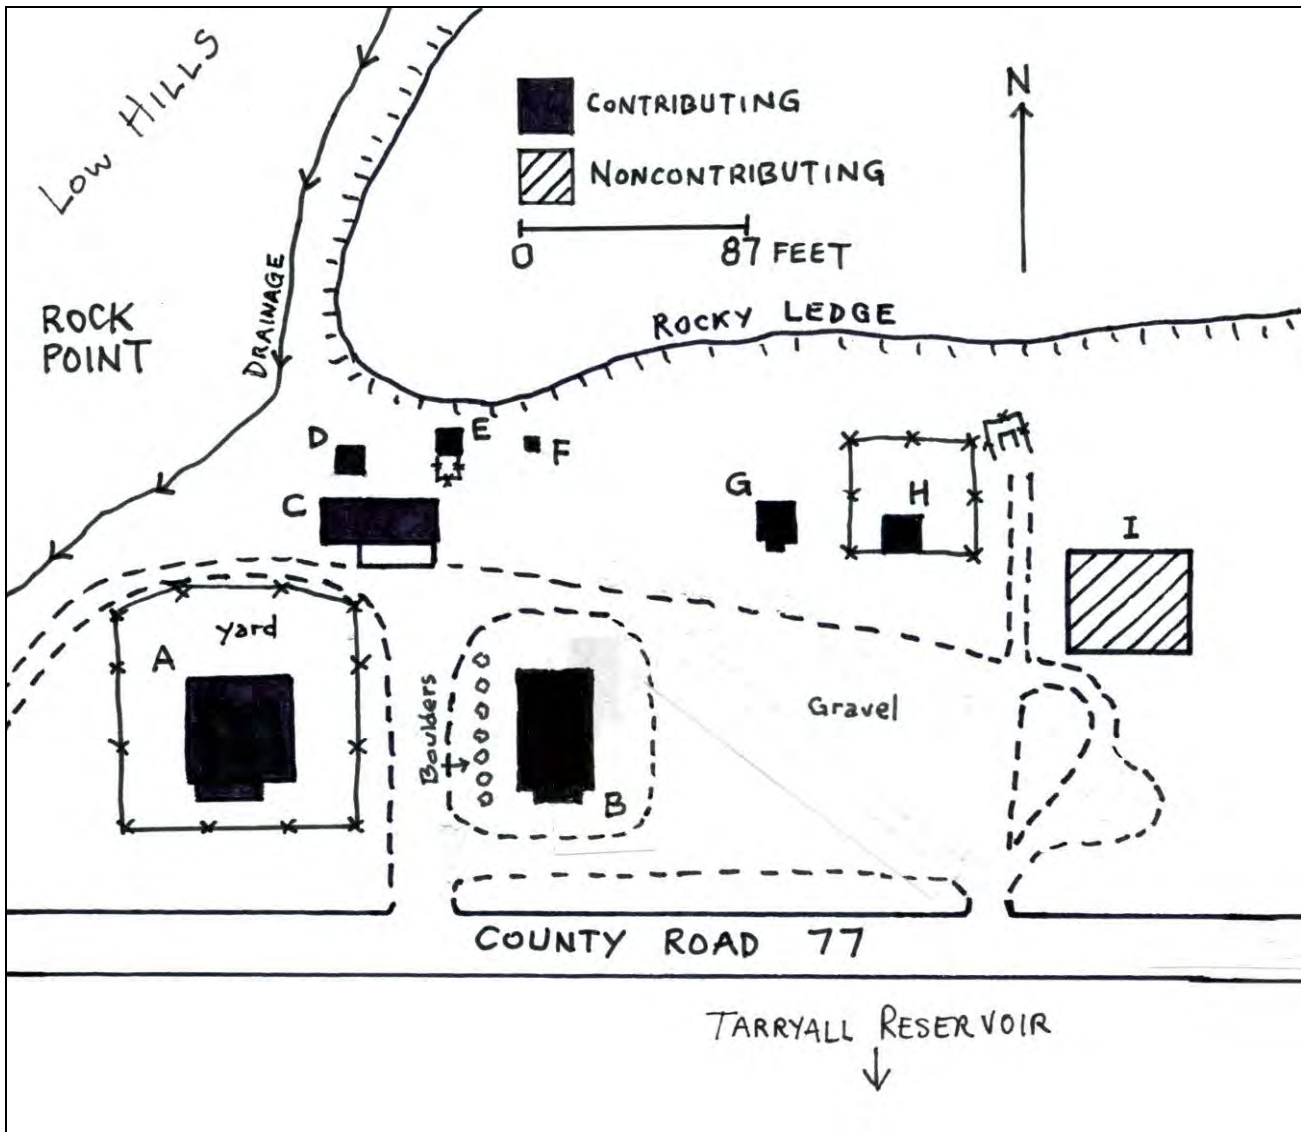 Low HILLS
CONTRIBUTING
NONCONTRIBUTING
0 87 FEET
N
DRAINAGE
ROCK
POINT
ROCKY LEDGE
D
E
F
C
G
H
I
yard
A
Boulders
B
Gravel
COUNTY ROAD 77
TARRYALL RESERVOIR